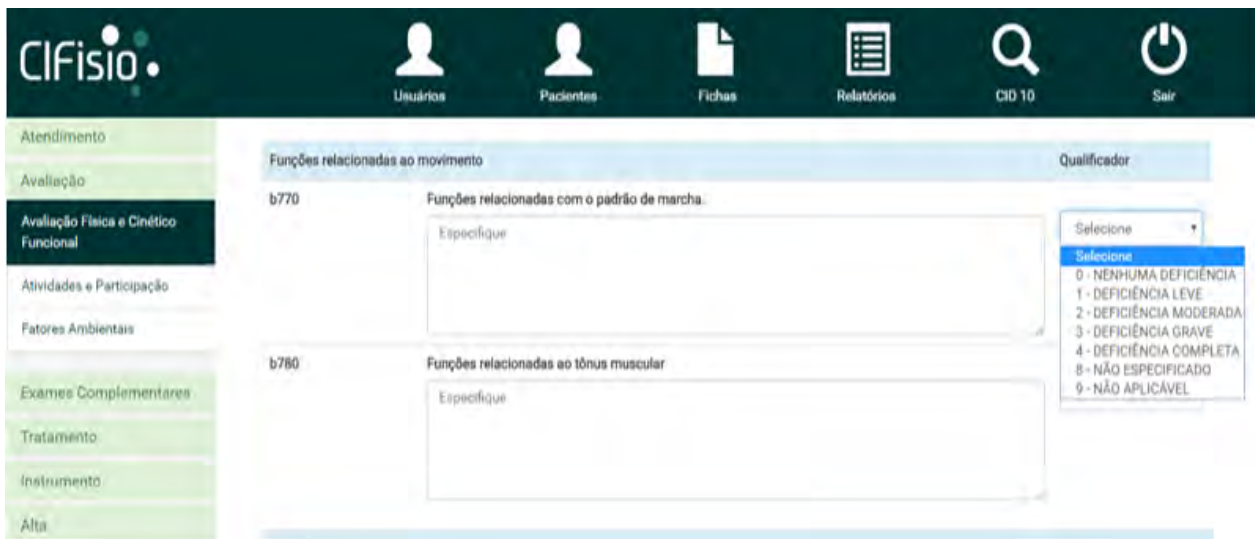 CIFisio
Usuários
Pacientes
Fichas
Relatórios
CID 10
Sair
Atendimento
Avaliação
Avaliação Física e Cinético
Funcional
Atividades e Participação
Fatores Ambientais
Exames Complementares
Tratamento
Instrumento
Alta
Funções relacionadas ao movimento
Qualificador
b770
Funções relacionadas com o padrão de marcha.
Especifique
Selecione
Selecione
0 - NENHUMA DEFICIÊNCIA
1 - DEFICIÊNCIA LEVE
2 - DEFICIÊNCIA MODERADA
3 - DEFICIÊNCIA GRAVE
4 - DEFICIÊNCIA COMPLETA
8 - NÃO ESPECIFICADO
9 - NÃO APLICÁVEL
b780
Funções relacionadas ao tônus muscular
Especifique